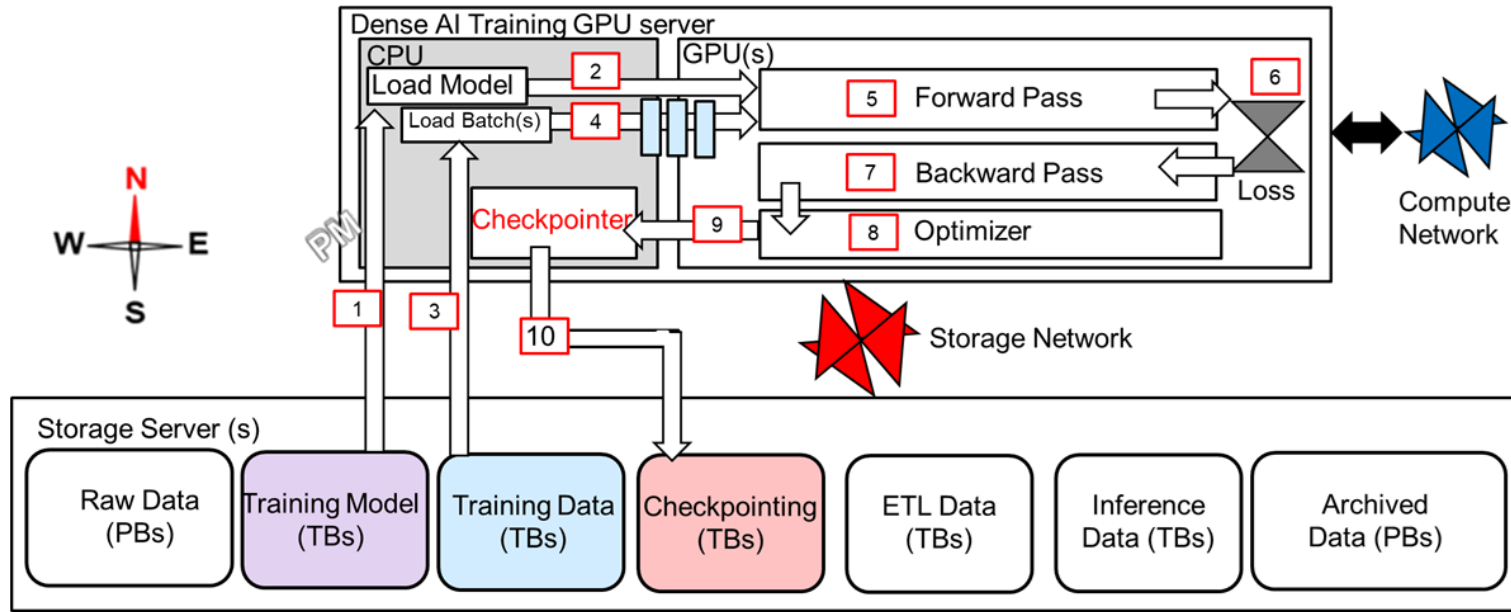 Dense AI Training GPU server
CPU
GPU(s)
Load Model
2
5 Forward Pass
6
Load Batch(s)
4
7 Backward Pass
Loss
Compute
Network
N
W E
S
PM
Checkpointer
9
8 Optimizer
1
3
10
Storage Network
Storage Server (s)
Raw Data
(PBs)
Training Model
(TBs)
Training Data
(TBs)
Checkpointing
(TBs)
ETL Data
(TBs)
Inference
Data (TBs)
Archived
Data (PBs)